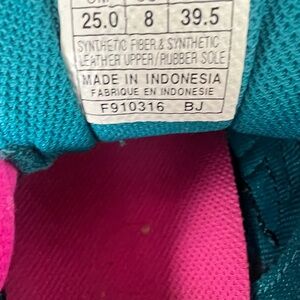 25.0 8 39.5
SYNTHETIC FIBER & SYNTHETIC
LEATHER UPPER/RUBBER SOLE
MADE IN INDONESIA
FABRIQUE EN INDONESIE
F910316 BJ